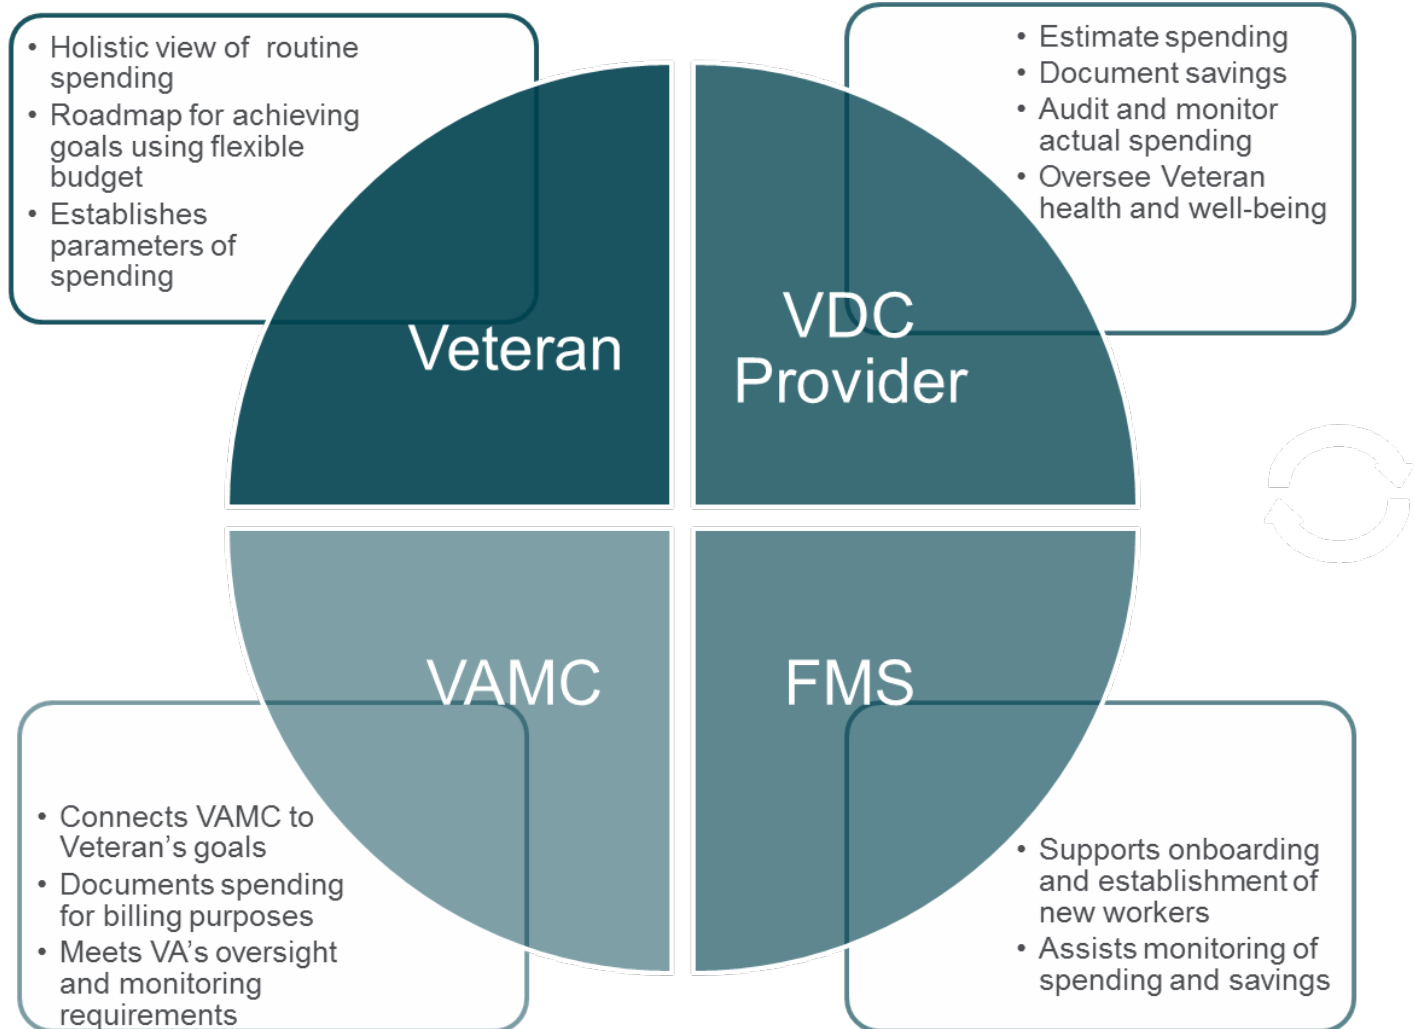 • Holistic view of routine
spending
• Roadmap for achieving
goals using flexible
budget
• Establishes
parameters of
spending
• Estimate spending
• Document savings
• Audit and monitor
actual spending
• Oversee Veteran
health and well-being
Veteran
VDC
Provider
VAMC
FMS
• Connects VAMC to
Veteran’s goals
• Documents spending
for billing purposes
• Meets VA’s oversight
and monitoring
requirements
• Supports onboarding
and establishment of
new workers
• Assists monitoring of
spending and savings